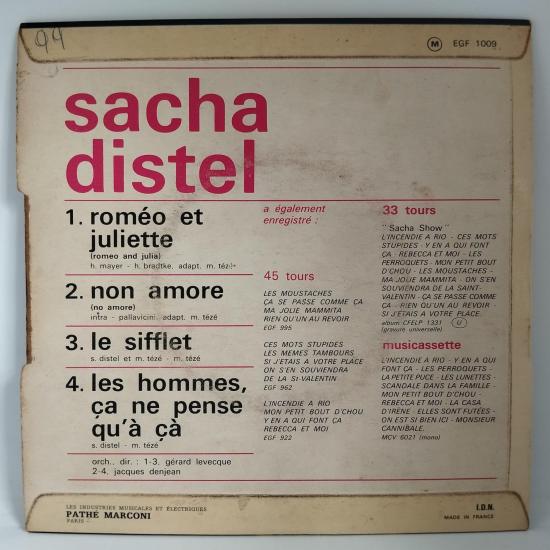 94
M EGF 1009
sacha
distel
1. roméo et
juliette
(romeo and julia)
h. mayer - h. bradtke, adapt. m. tézé
2. non amore
(no amore)
intra - pallavicini, adapt. m. tézé
3. le sifflet
s. distel et m. tézé - m. tézé
4. les hommes,
ça ne pense
qu'à çà
s. distel - m. tézé
orch.. dir. : 1-3, gérard levecque
2-4, jacques denjean
a également
enregistré :
45 tours
LES MOUSTACHES
ÇA SE PASSE COMME ÇA
MA JOLIE MAMMITA
RIEN QU'UN AU REVOIR
EGF 995
CES MOTS STUPIDES
LES MEMES TAMBOURS
SI J'ETAIS A VOTRE PLACE
ON S'EN SOUVIENDRA
DE LA ST-VALENTIN
EGF 962
L'INCENDIE A RIO
MON PETIT BOUT D'CHOU
Y EN A QUI FONT ÇA
REBECCA ET MOI
EGF 922
33 tours
"Sacha Show"
L'INCENDIE A RIO - CES MOTS
STUPIDES - Y EN A QUI FONT
ÇA - REBECCA ET MOI - LES
PERROQUETS - MON PETIT BOUT
D'CHOU - LES MOUSTACHES -
MA JOLIE MAMMITA - ON S'EN
SOUVIENDRA DE LA SAINT-
VALENTIN - ÇA SE PASSE COMME
ÇA - RIEN QU'UN AU REVOIR -
SI J'ETAIS A VOTRE PLACE.
album CFELP 1331 U
(gravure universelle)
musicassette
L'INCENDIE A RIO - Y EN A QUI
FONT ÇA - LES PERROQUETS -
LA PETITE PUCE - LES LUNETTES -
SCANDALE DANS LA FAMILLE -
MON PETIT BOUT D'CHOU -
REBECCA ET MOI - LA CASA
D'IRÈNE - ELLES SONT FUTÉES -
ON EST SI BIEN ICI - MONSIEUR
CANNIBALE.
MCV 6021 (mono)
LES INDUSTRIES MUSICALES ET ÉLECTRIQUES
PATHÉ MARCONI
PARIS -
I.D.N.
MADE IN FRANCE